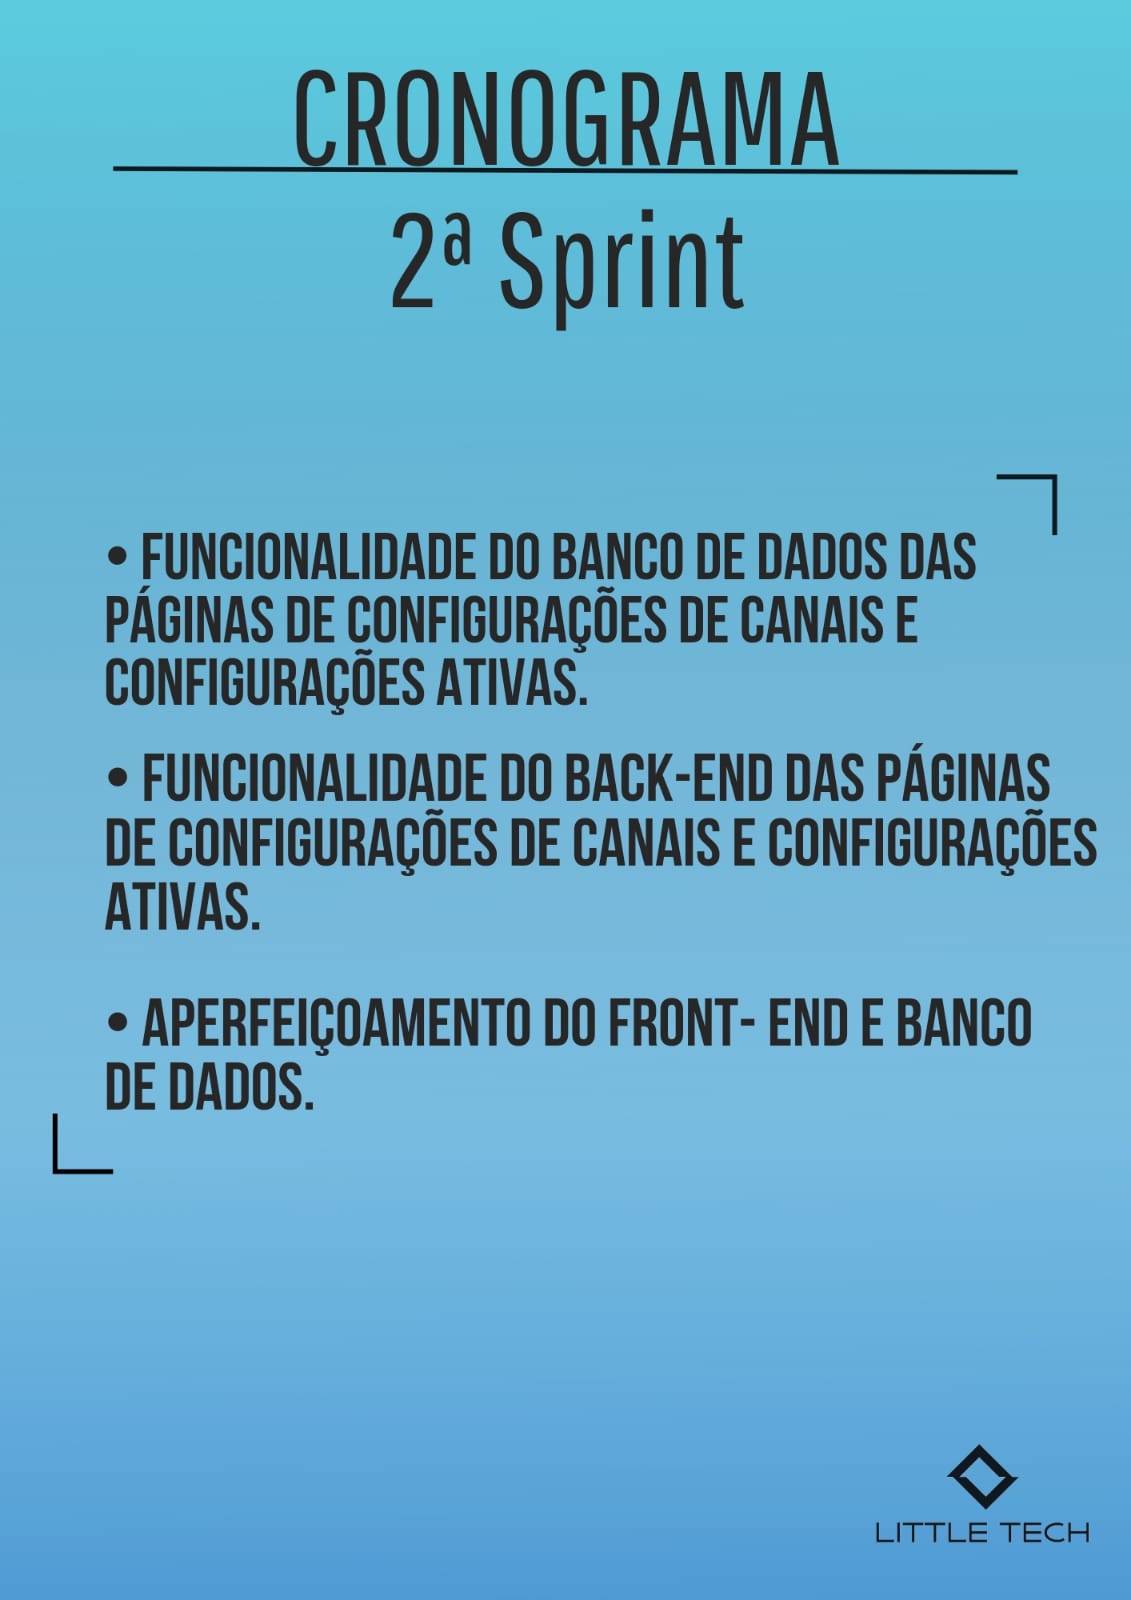 CRONOGRAMA
2ª Sprint
• FUNCIONALIDADE DO BANCO DE DADOS DAS
PÁGINAS DE CONFIGURAÇÕES DE CANAIS E
CONFIGURAÇÕES ATIVAS.
• FUNCIONALIDADE DO BACK-END DAS PÁGINAS
DE CONFIGURAÇÕES DE CANAIS E CONFIGURAÇÕES
ATIVAS.
• APERFEIÇOAMENTO DO FRONT- END E BANCO
DE DADOS.
LITTLE TECH